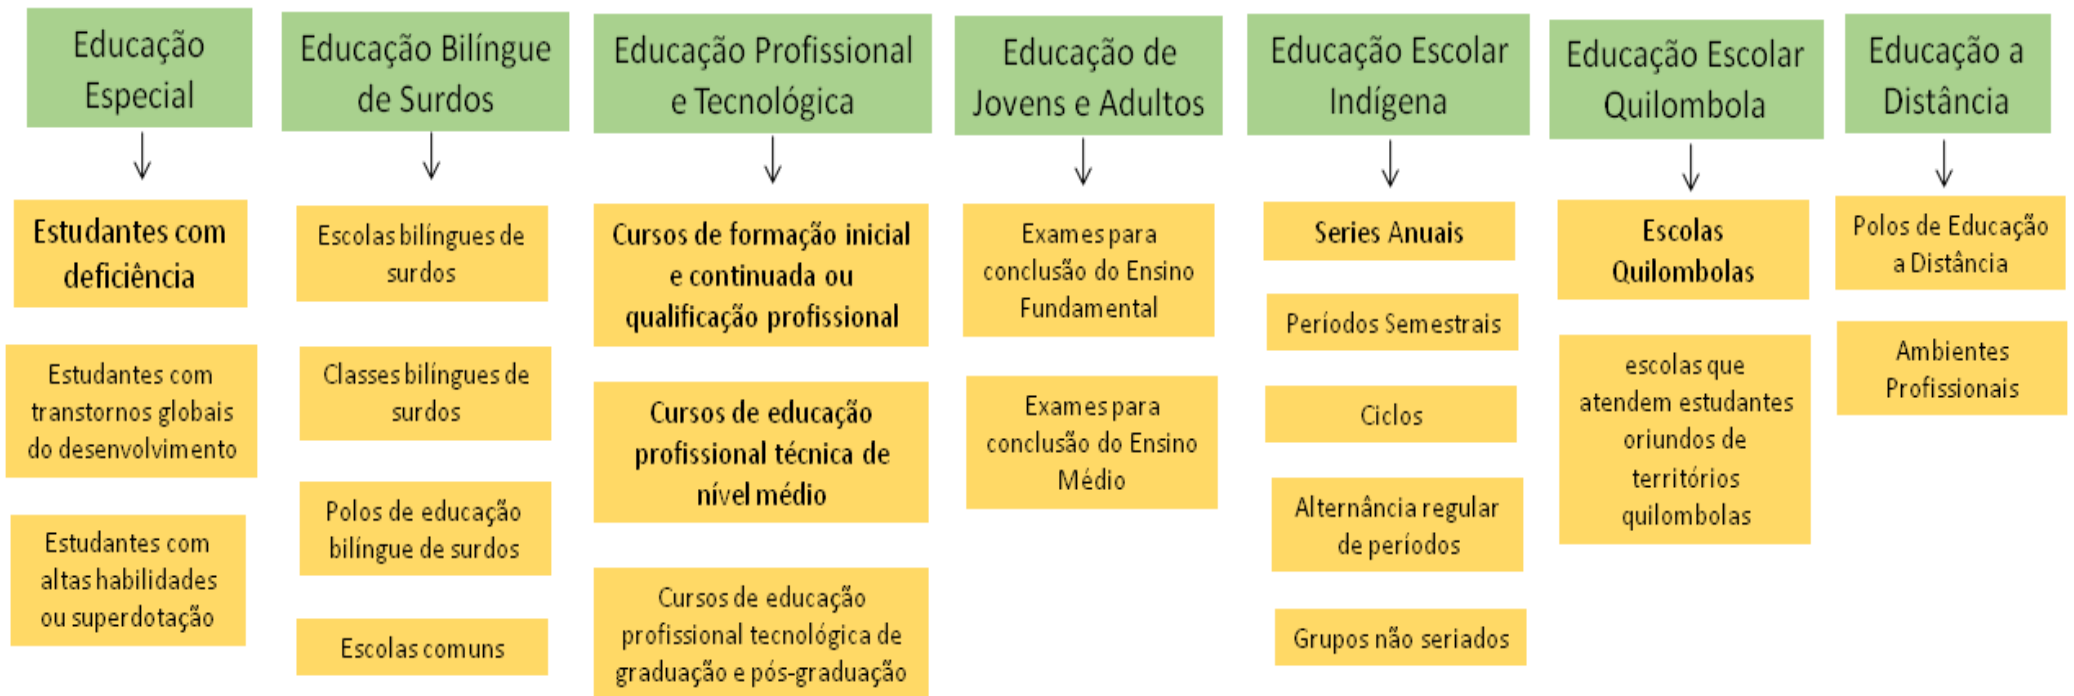 Educação
Especial
Estudantes com
deficiência
Estudantes com
transtornos globais
do desenvolvimento
Estudantes com
altas habilidades
ou superdotação
Educação Bilíngue
de Surdos
Escolas bilíngues de
surdos
Classes bilíngues de
surdos
Polos de educação
bilíngue de surdos
Escolas comuns
Educação Profissional
e Tecnológica
Cursos de formação inicial
e continuada ou
qualificação profissional
Cursos de educação
profissional técnica de
nível médio
Cursos de educação
profissional tecnológica de
graduação e pós-graduação
Educação de
Jovens e Adultos
Exames para
conclusão do Ensino
Fundamental
Exames para
conclusão do Ensino
Médio
Educação Escolar
Indígena
Series Anuais
Períodos Semestrais
Ciclos
Alternância regular
de períodos
Grupos não seriados
Educação Escolar
Quilombola
Escolas
Quilombolas
escolas que
atendem estudantes
oriundos de
territórios
quilombolas
Educação a
Distância
Polos de Educação
a Distância
Ambientes
Profissionais